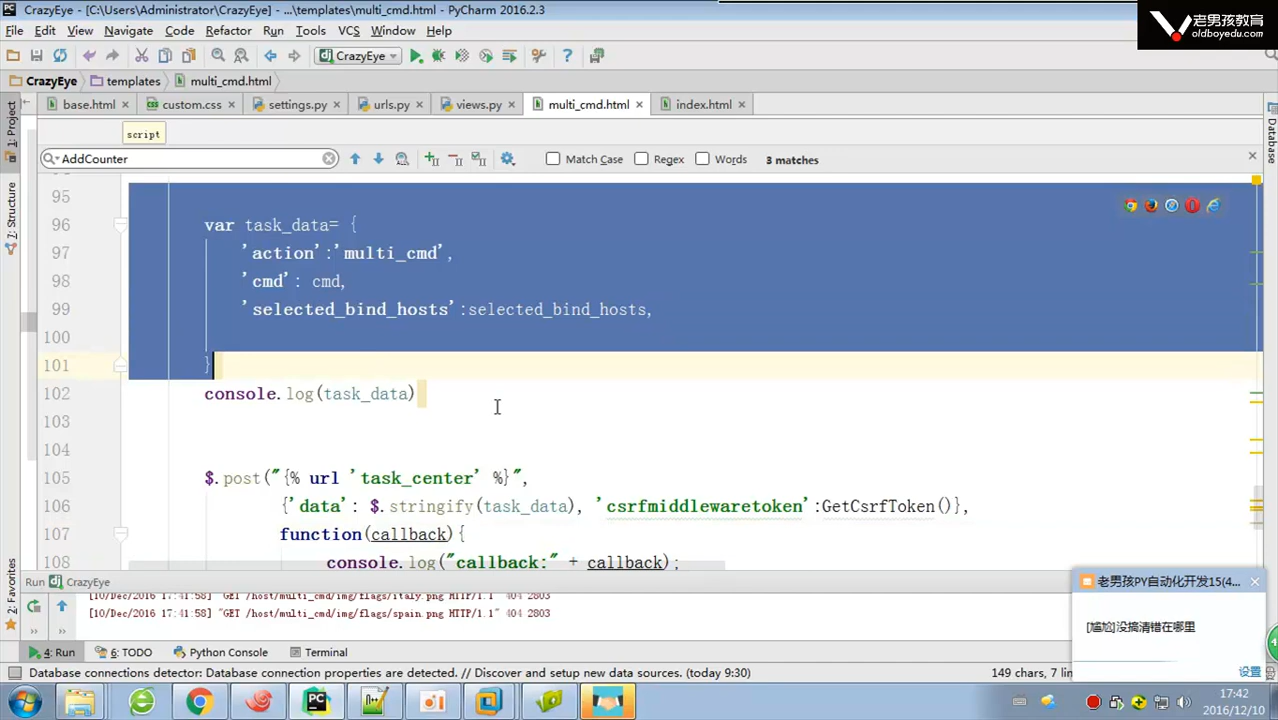 CrazyEye - [C:\Users\Administrator\CrazyEye] - ...\templates\multi_cmd.html - PyCharm 2016.2.3
老男孩教育
oldboyedu.com
File Edit View Navigate Code Refactor Run Tools VCS Window Help
CrazyEye
CrazyEye templates multi_cmd.html
base.html custom.css settings.py urls.py views.py multi_cmd.html index.html
1: Project
Structure
2: Favorites
Database
script
AddCounter Match Case Regex Words 3 matches
95
96 var task_data= {
97 'action':'multi_cmd',
98 'cmd': cmd,
99 'selected_bind_hosts':selected_bind_hosts,
100
101 }
102 console.log(task_data)
103
104
105 $.post("{% url 'task_center' %}",
106 {'data': $.stringify(task_data), 'csrfmiddlewaretoken':GetCsrfToken()},
107 function(callback){
108 console.log("callback:" + callback);
Run CrazyEye
[10/Dec/2016 17:41:58] "GET /host/multi_cmd/img/flags/italy.png HTTP/1.1" 404 2803
[10/Dec/2016 17:41:58] "GET /host/multi_cmd/img/flags/spain.png HTTP/1.1" 404 2803
老男孩PY自动化开发15(4...
[尴尬]没搞清错在哪里
设置
4: Run 6: TODO Python Console Terminal
Database connections detector: Database connection properties are detected. // Discover and setup new data sources. (today 9:30) 149 chars, 7 lin
17:42
2016/12/10